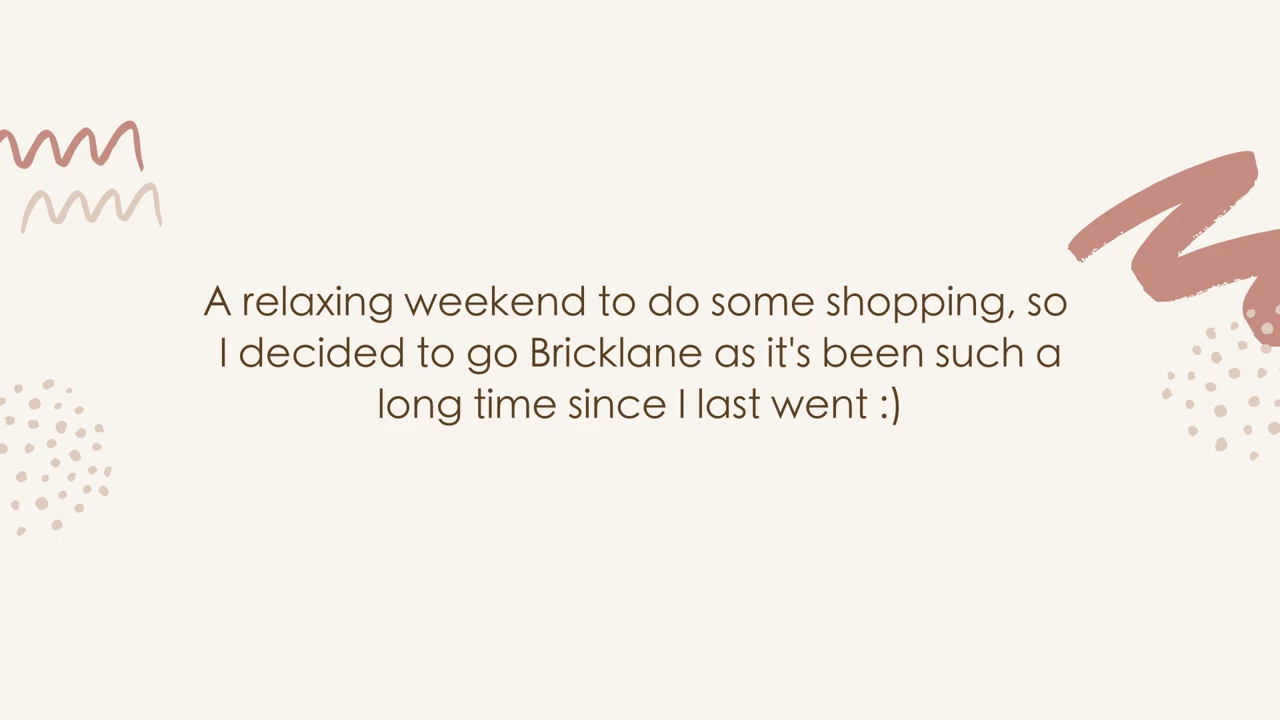 A relaxing weekend to do some shopping, so
I decided to go Bricklane as it's been such a
long time since I last went :)